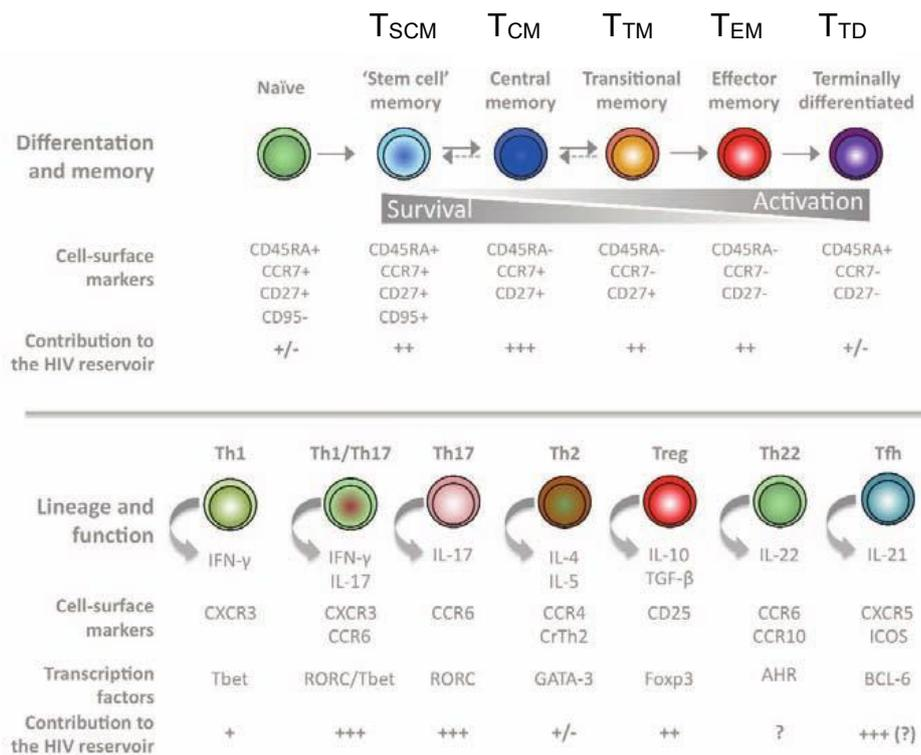 TSCM TCM TTM TEM TTD
Naïve
'Stem cell' memory
Central memory
Transitional memory
Effector memory
Terminally differentiated
Differentation and memory
Survival
Activation
Cell-surface markers
CD45RA+ CD45RA+ CD45RA- CD45RA- CD45RA- CD45RA+
CCR7+ CCR7+ CCR7+ CCR7- CCR7- CCR7-
CD27+ CD27+ CD27+ CD27+ CD27- CD27-
CD95- CD95+
Contribution to the HIV reservoir
+/- ++ +++ ++ ++ +/-
Th1 Th1/Th17 Th17 Th2 Treg Th22 Tfh
Lineage and function
IFN-γ IFN-γ IL-17 IL-4 IL-10 IL-22 IL-21
IL-17 IL-5 TGF-β
Cell-surface markers
CXCR3 CXCR3 CCR6 CCR4 CD25 CCR6 CXCR5
CCR6 CrTh2 CCR10 ICOS
Transcription factors
Tbet RORC/Tbet RORC GATA-3 Foxp3 AHR BCL-6
Contribution to the HIV reservoir
+ +++ +++ +/- ++ ? +++ (?)